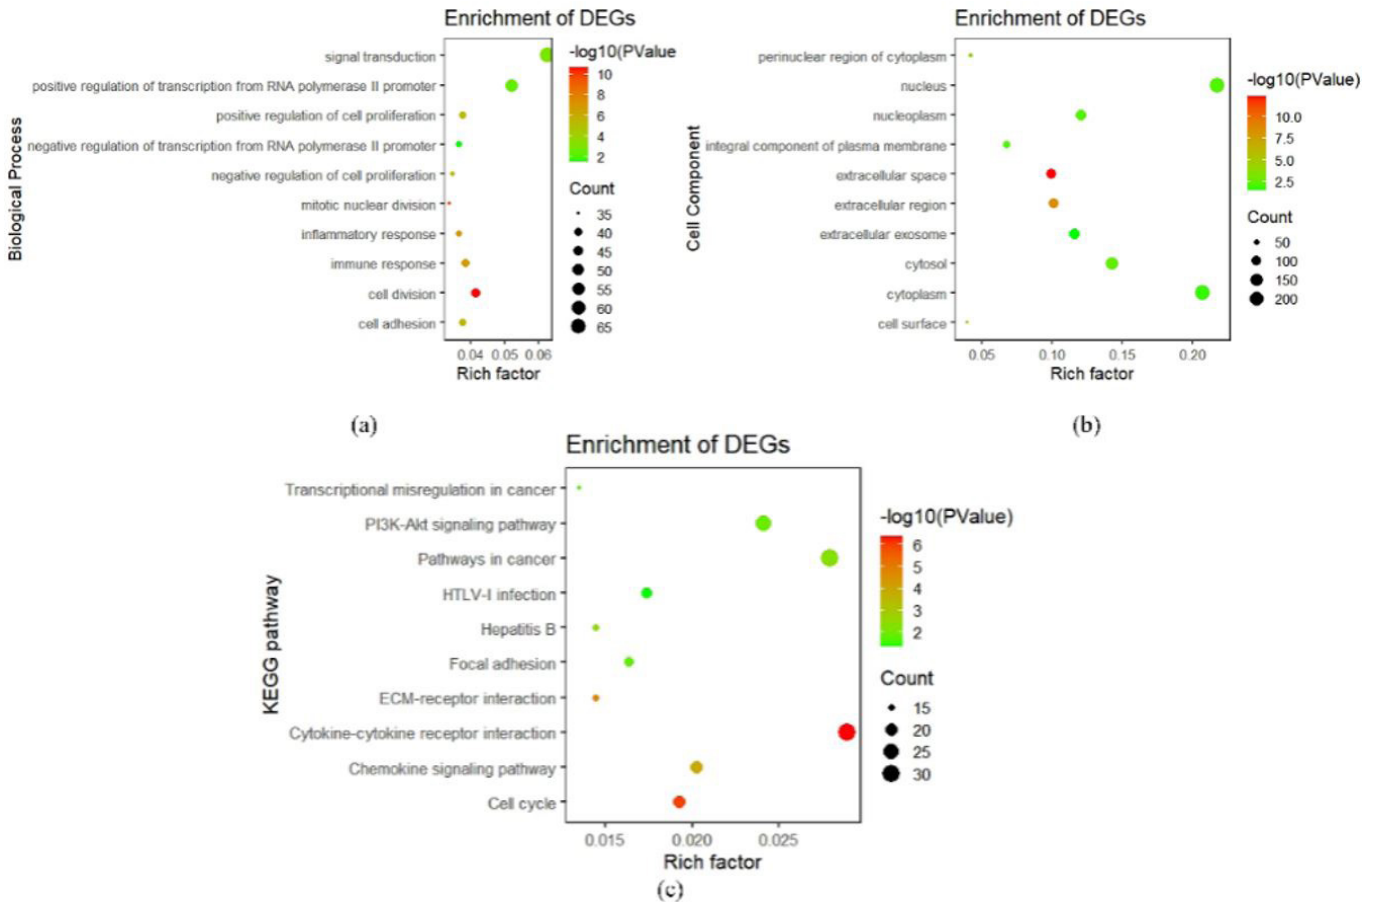 Enrichment of DEGs
Biological Process
signal transduction
positive regulation of transcription from RNA polymerase II promoter
positive regulation of cell proliferation
negative regulation of transcription from RNA polymerase II promoter
negative regulation of cell proliferation
mitotic nuclear division
inflammatory response
immune response
cell division
cell adhesion
0.04 0.05 0.06
Rich factor
-log10(PValue
10
8
6
4
2
Count
35
40
45
50
55
60
65
(a)
Enrichment of DEGs
Cell Component
perinuclear region of cytoplasm
nucleus
nucleoplasm
integral component of plasma membrane
extracellular space
extracellular region
extracellular exosome
cytosol
cytoplasm
cell surface
0.05 0.10 0.15 0.20
Rich factor
-log10(PValue)
10.0
7.5
5.0
2.5
Count
50
100
150
200
(b)
Enrichment of DEGs
KEGG pathway
Transcriptional misregulation in cancer
PI3K-Akt signaling pathway
Pathways in cancer
HTLV-I infection
Hepatitis B
Focal adhesion
ECM-receptor interaction
Cytokine-cytokine receptor interaction
Chemokine signaling pathway
Cell cycle
0.015 0.020 0.025
Rich factor
-log10(PValue)
6
5
4
3
2
Count
15
20
25
30
(c)